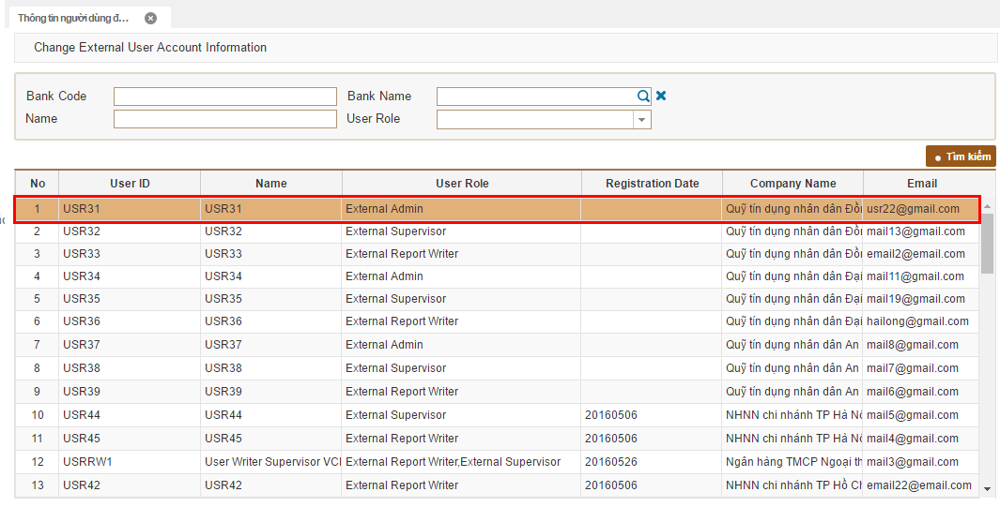 Thông tin người dùng đ...
Change External User Account Information
Bank Code Bank Name
Name User Role
Tìm kiếm
No User ID Name User Role Registration Date Company Name Email
1 USR31 USR31 External Admin Quỹ tín dụng nhân dân Đồn usr22@gmail.com
2 USR32 USR32 External Supervisor Quỹ tín dụng nhân dân Đồn mail13@gmail.com
3 USR33 USR33 External Report Writer Quỹ tín dụng nhân dân Đồn email2@email.com
4 USR34 USR34 External Admin Quỹ tín dụng nhân dân Đại mail11@gmail.com
5 USR35 USR35 External Supervisor Quỹ tín dụng nhân dân Đại mail19@gmail.com
6 USR36 USR36 External Report Writer Quỹ tín dụng nhân dân Đại hailong@gmail.com
7 USR37 USR37 External Admin Quỹ tín dụng nhân dân An mail8@gmail.com
8 USR38 USR38 External Supervisor Quỹ tín dụng nhân dân An mail7@gmail.com
9 USR39 USR39 External Report Writer Quỹ tín dụng nhân dân An mail6@gmail.com
10 USR44 USR44 External Supervisor 20160506 NHNN chi nhánh TP Hà Nộ mail5@gmail.com
11 USR45 USR45 External Report Writer 20160506 NHNN chi nhánh TP Hà Nộ mail4@gmail.com
12 USRRW1 User Writer Supervisor VCI External Report Writer,External Supervisor 20160526 Ngân hàng TMCP Ngoại th mail3@gmail.com
13 USR42 USR42 External Report Writer 20160506 NHNN chi nhánh TP Hồ Ch email22@email.com